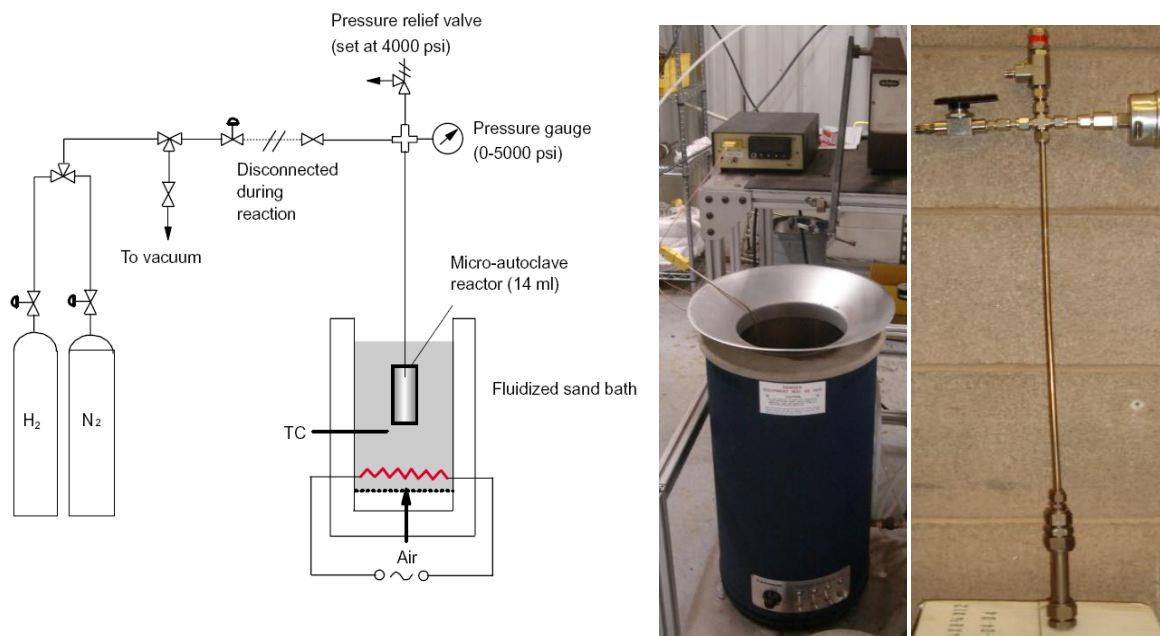 Pressure relief valve
(set at 4000 psi)
Pressure gauge
(0-5000 psi)
Disconnected
during
reaction
To vacuum
Micro-autoclave
reactor (14 ml)
Fluidized sand bath
H2
N2
TC
Air
DANGER